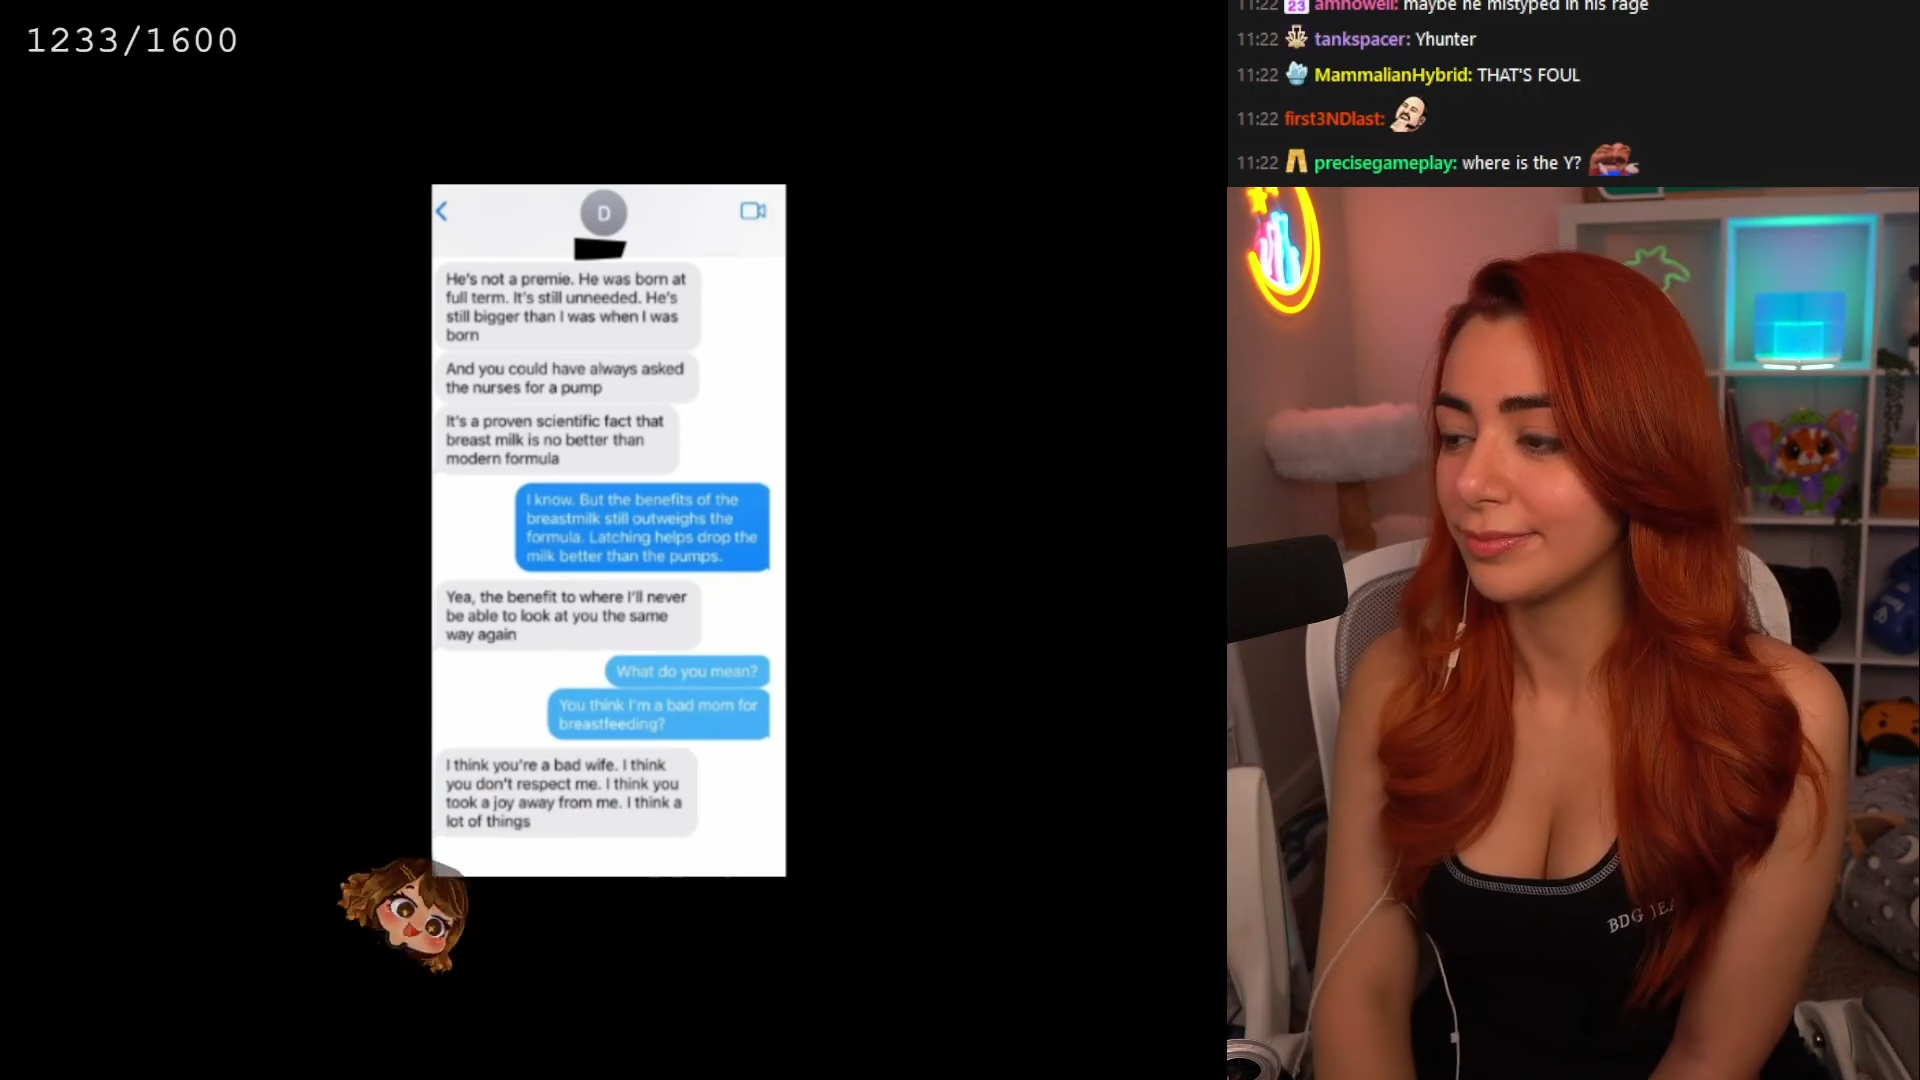 1233/1600
11:22 23 amhowell: maybe he mistyped in his rage
11:22 tankspacer: Yhunter
11:22 MammalianHybrid: THAT'S FOUL
11:22 first3NDlast:
11:22 precisegameplay: where is the Y?
D
He's not a premie. He was born at
full term. It's still unneeded. He's
still bigger than I was when I was
born
And you could have always asked
the nurses for a pump
It's a proven scientific fact that
breast milk is no better than
modern formula
I know. But the benefits of the
breastmilk still outweighs the
formula. Latching helps drop the
milk better than the pumps.
Yea, the benefit to where I'll never
be able to look at you the same
way again
What do you mean?
You think I'm a bad mom for
breastfeeding?
I think you're a bad wife. I think
you don't respect me. I think you
took a joy away from me. I think a
lot of things
BDG JEA